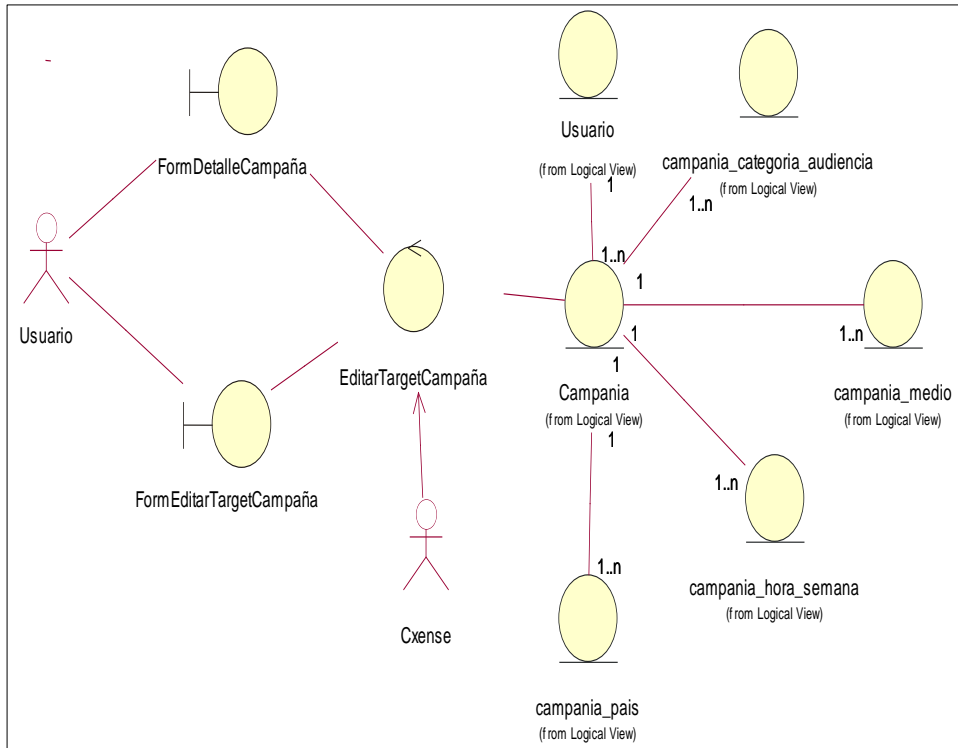 Usuario
(from Logical View)
campania_categoria_audiencia
(from Logical View)
FormDetalleCampaña
1
1..n
1..n
1
Usuario
EditarTargetCampaña
1
1
1..n
Campania
(from Logical View)
campania_medio
(from Logical View)
1
FormEditarTargetCampaña
1..n
Cxense
1..n
campania_hora_semana
(from Logical View)
campania_pais
(from Logical View)